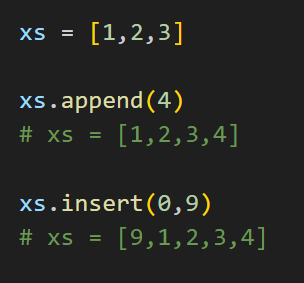 xs = [1,2,3]
xs.append(4)
# xs = [1,2,3,4]
xs.insert(0,9)
# xs = [9,1,2,3,4]